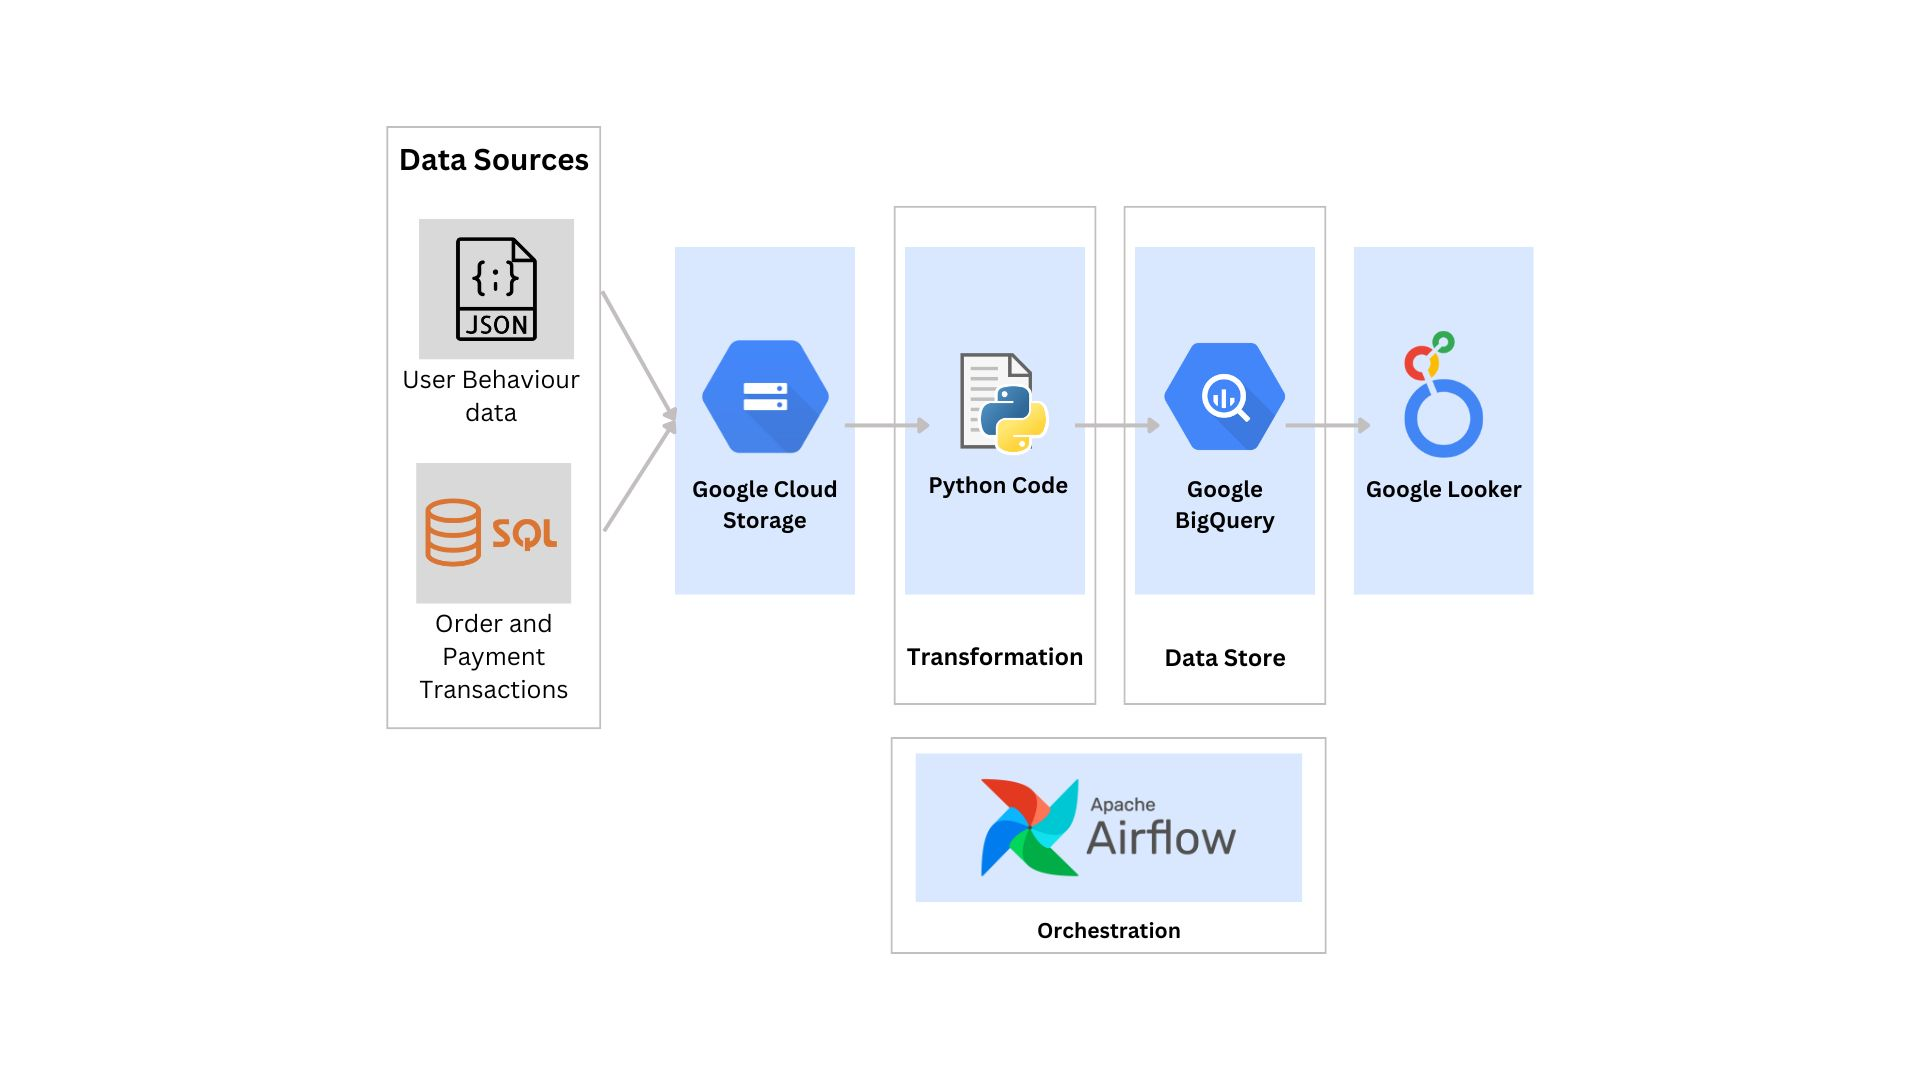 Data Sources
{;}
JSON
User Behaviour
data
SQL
Order and
Payment
Transactions
Google Cloud
Storage
Python Code
Transformation
Google
BigQuery
Data Store
Google Looker
Apache
Airflow
Orchestration